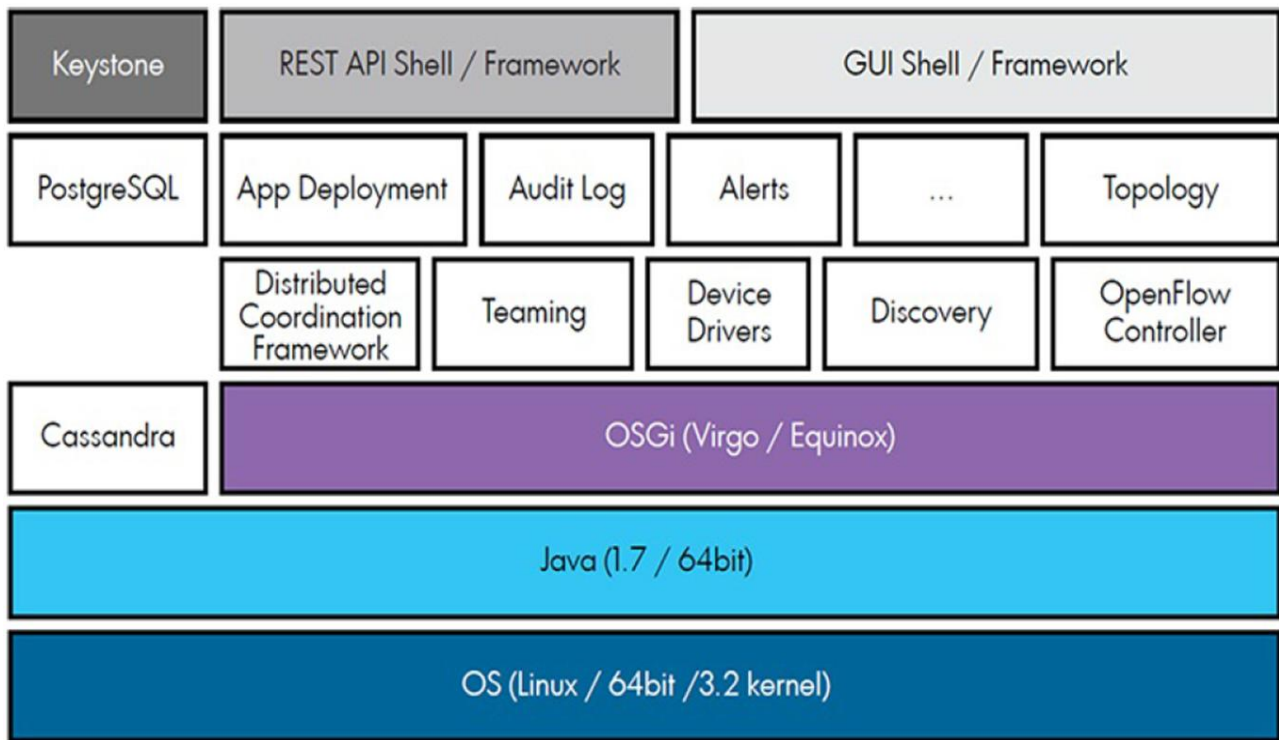 Keystone
REST API Shell / Framework
GUI Shell / Framework
PostgreSQL
App Deployment
Audit Log
Alerts
...
Topology
Distributed
Coordination
Framework
Teaming
Device
Drivers
Discovery
OpenFlow
Controller
Cassandra
OSGi (Virgo / Equinox)
Java (1.7 / 64bit)
OS (Linux / 64bit /3.2 kernel)